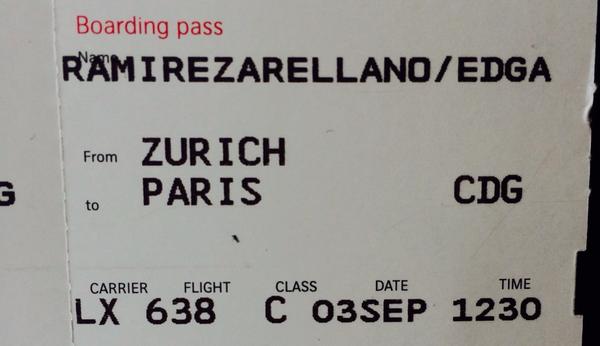 Boarding pass
Name
RAMIREZARELLANO/EDGA
From ZURICH
G
to PARIS CDG
CARRIER FLIGHT CLASS DATE TIME
LX 638 C 03SEP 1230